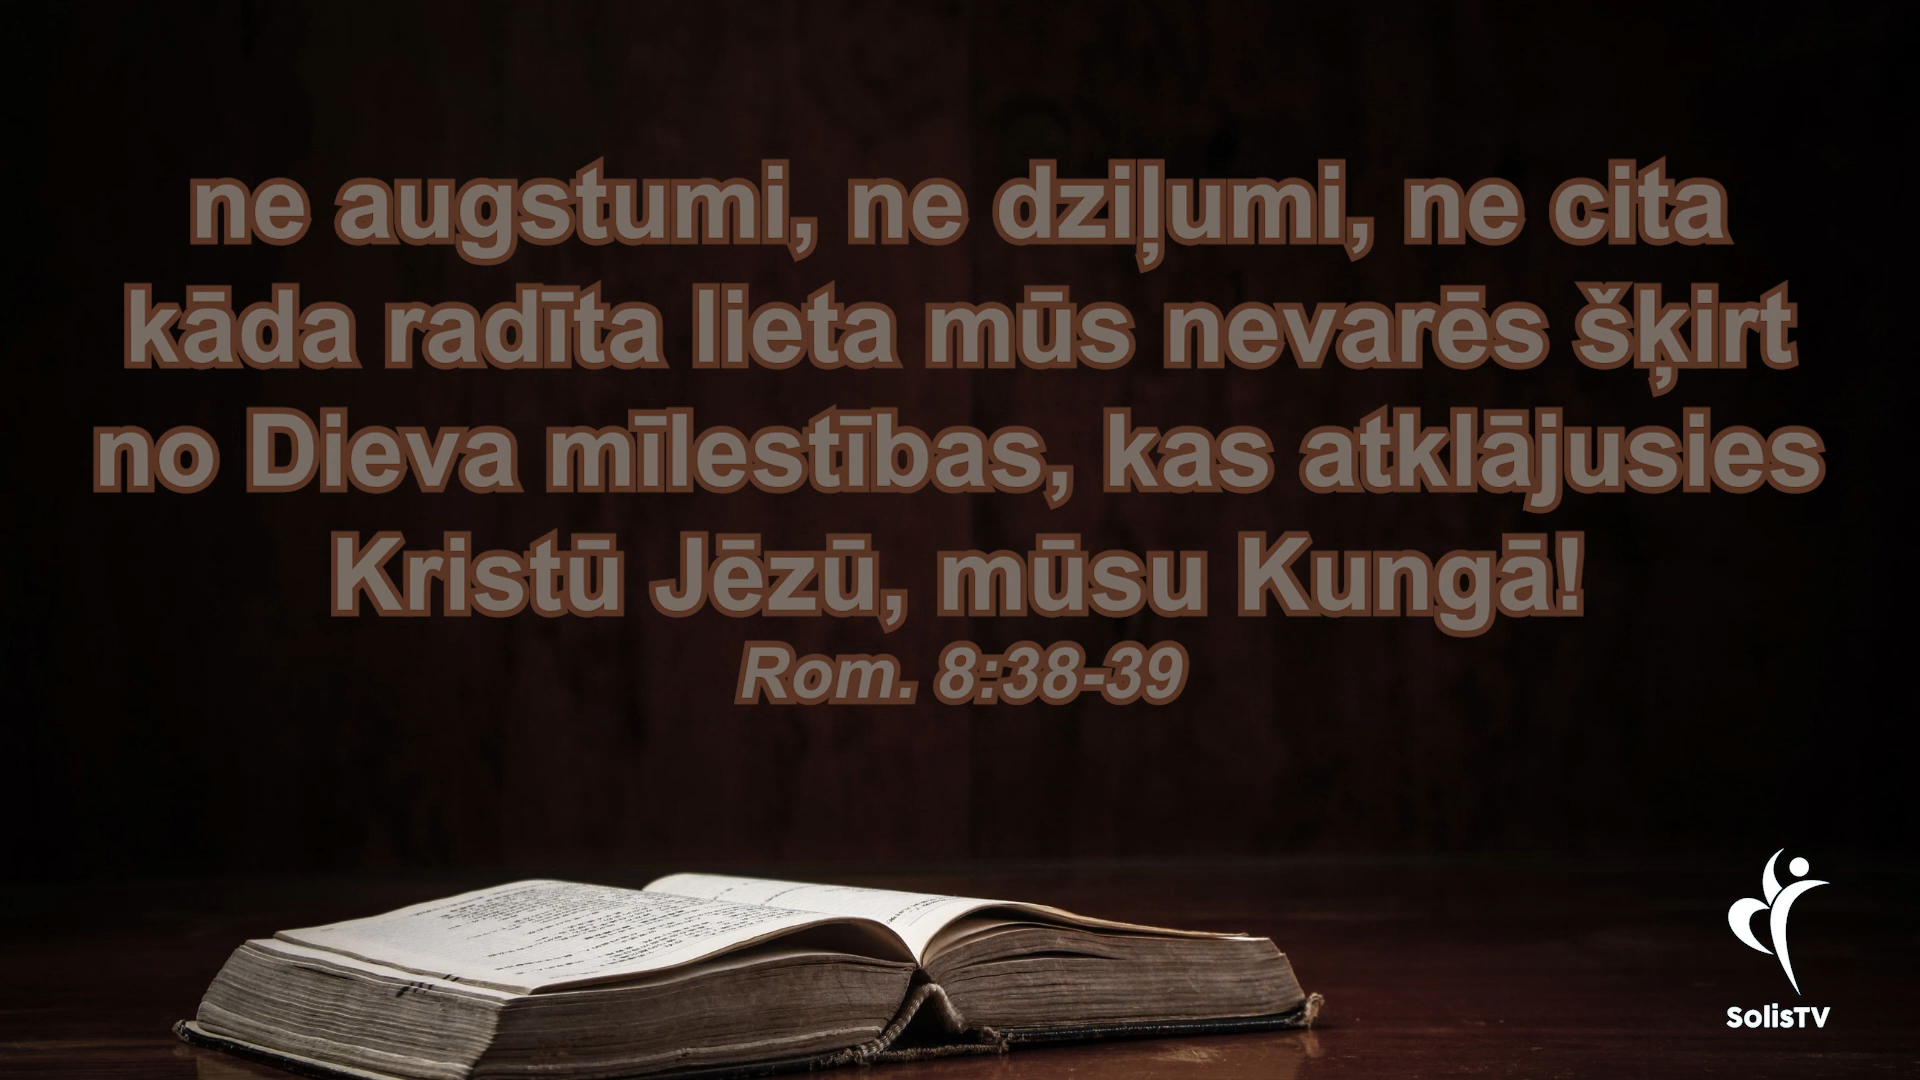 ne augstumi, ne dziļumi, ne cita
kāda radīta lieta mūs nevarēs šķirt
no Dieva mīlestības, kas atklājusies
Kristū Jēzū, mūsu Kungā!
Rom. 8:38-39
SolisTV